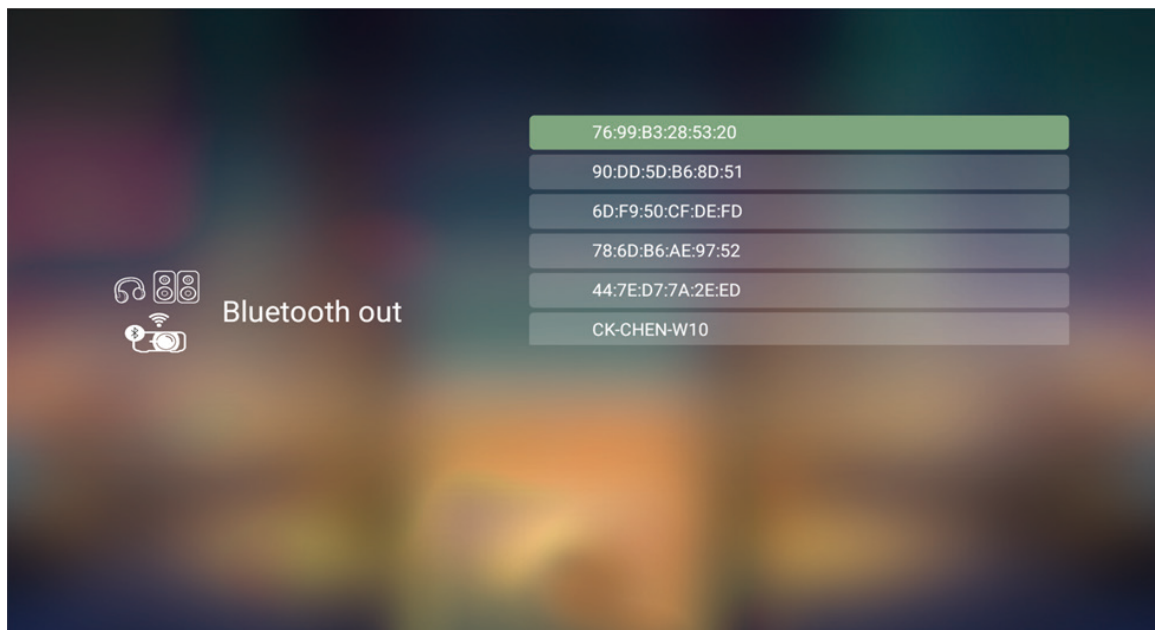 76:99:B3:28:53:20
90:DD:5D:B6:8D:51
6D:F9:50:CF:DE:FD
78:6D:B6:AE:97:52
44:7E:D7:7A:2E:ED
CK-CHEN-W10
Bluetooth out